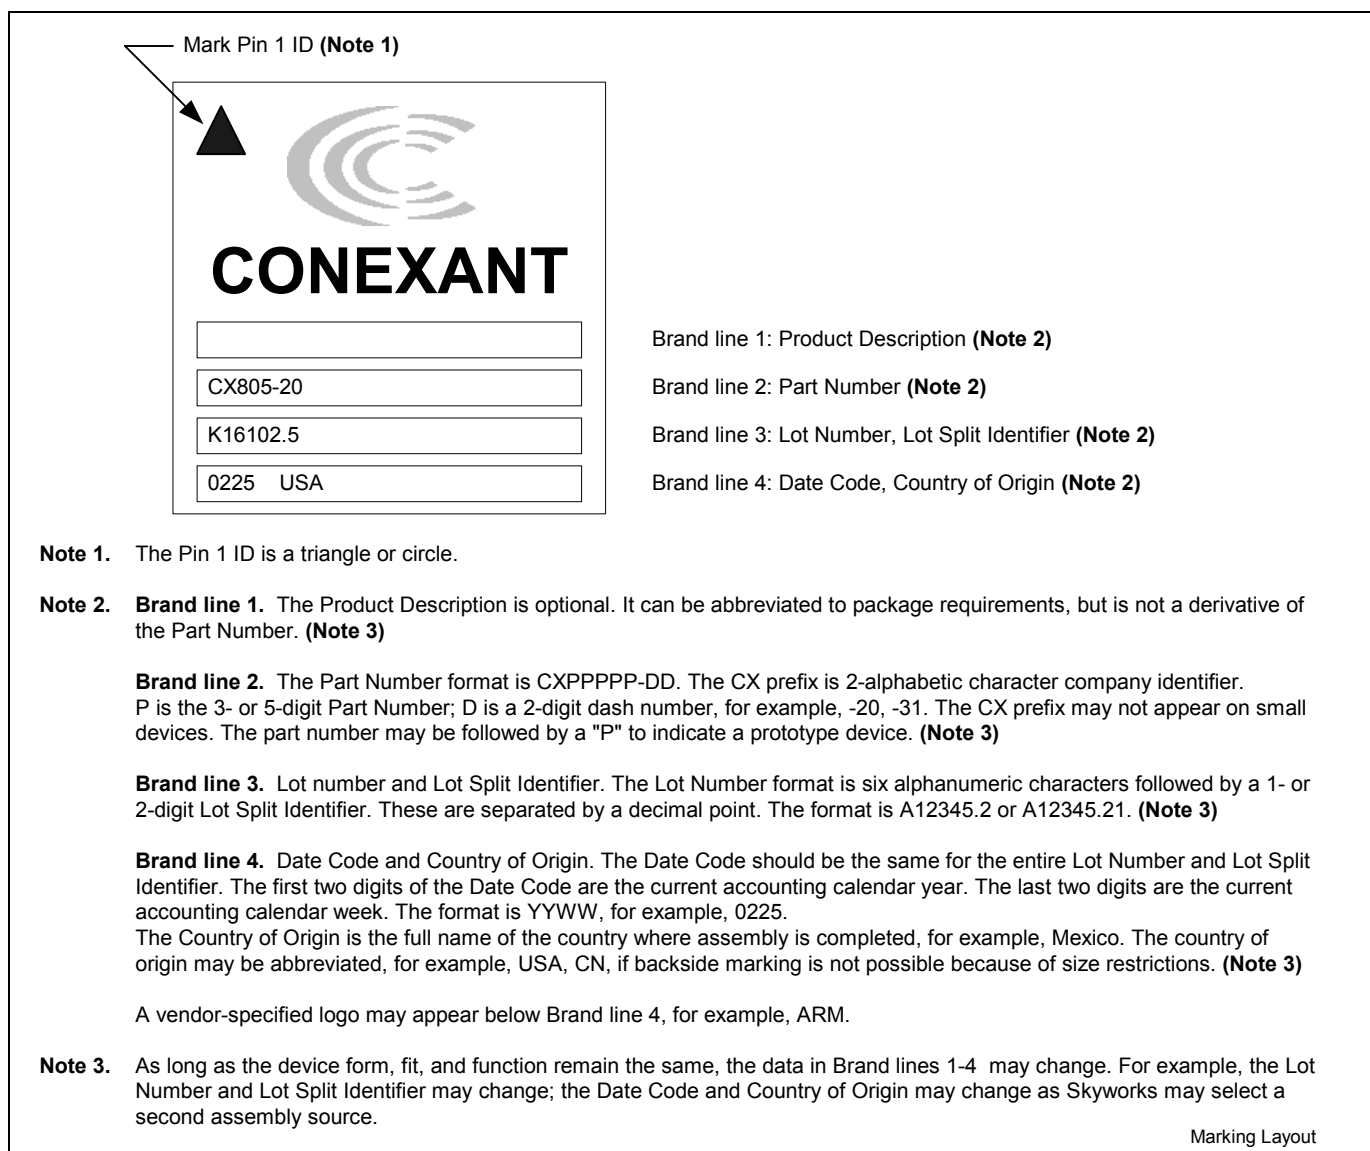 Mark Pin 1 ID (Note 1)
CONEXANT
Brand line 1: Product Description (Note 2)
CX805-20
Brand line 2: Part Number (Note 2)
K16102.5
Brand line 3: Lot Number, Lot Split Identifier (Note 2)
0225 USA
Brand line 4: Date Code, Country of Origin (Note 2)
Note 1. The Pin 1 ID is a triangle or circle.
Note 2. Brand line 1. The Product Description is optional. It can be abbreviated to package requirements, but is not a derivative of
the Part Number. (Note 3)
Brand line 2. The Part Number format is CXPPPPP-DD. The CX prefix is 2-alphabetic character company identifier.
P is the 3- or 5-digit Part Number; D is a 2-digit dash number, for example, -20, -31. The CX prefix may not appear on small
devices. The part number may be followed by a "P" to indicate a prototype device. (Note 3)
Brand line 3. Lot number and Lot Split Identifier. The Lot Number format is six alphanumeric characters followed by a 1- or
2-digit Lot Split Identifier. These are separated by a decimal point. The format is A12345.2 or A12345.21. (Note 3)
Brand line 4. Date Code and Country of Origin. The Date Code should be the same for the entire Lot Number and Lot Split
Identifier. The first two digits of the Date Code are the current accounting calendar year. The last two digits are the current
accounting calendar week. The format is YYWW, for example, 0225.
The Country of Origin is the full name of the country where assembly is completed, for example, Mexico. The country of
origin may be abbreviated, for example, USA, CN, if backside marking is not possible because of size restrictions. (Note 3)
A vendor-specified logo may appear below Brand line 4, for example, ARM.
Note 3. As long as the device form, fit, and function remain the same, the data in Brand lines 1-4 may change. For example, the Lot
Number and Lot Split Identifier may change; the Date Code and Country of Origin may change as Skyworks may select a
second assembly source.
Marking Layout